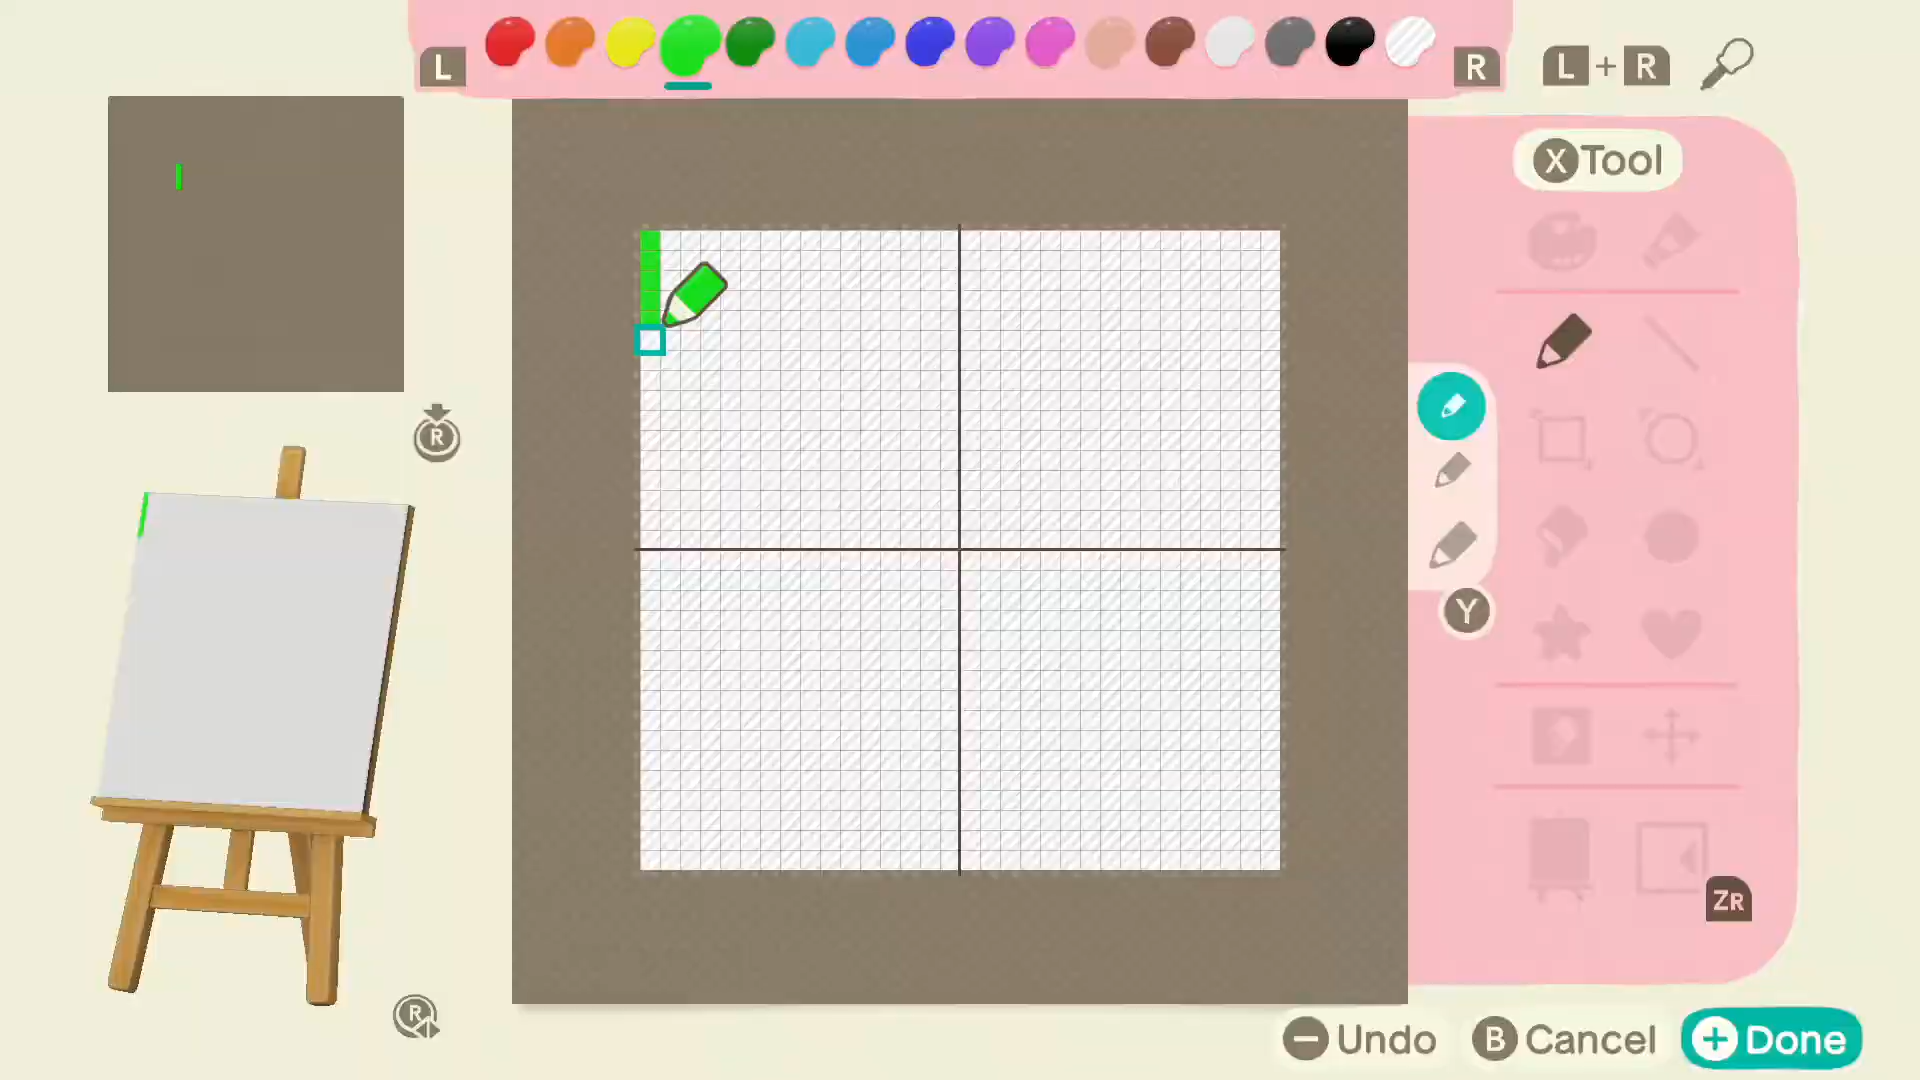 L
R
L + R
X Tool
R
Y
ZR
R
Undo
B Cancel
+ Done